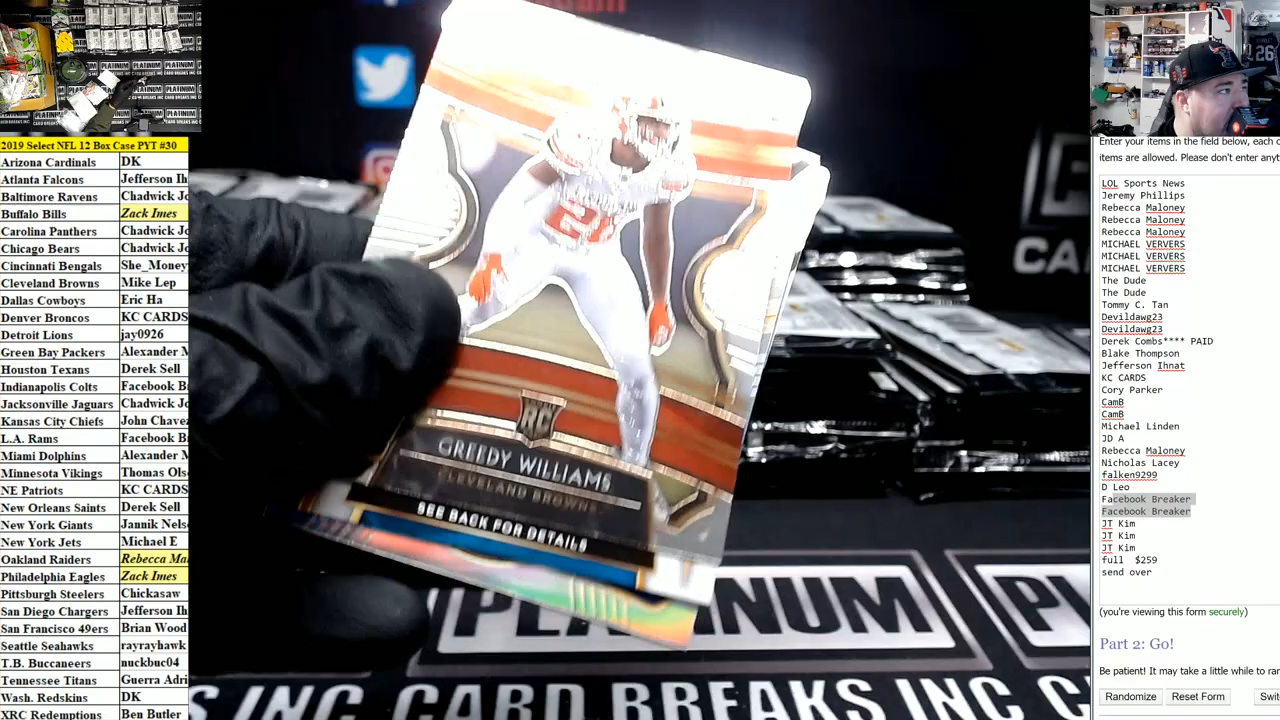 2019 Select NFL 12 Box Case PYT #30
Arizona Cardinals DK
Atlanta Falcons Jefferson Ih
Baltimore Ravens Chadwick Jo
Buffalo Bills Zack Imes
Carolina Panthers Chadwick Jo
Chicago Bears Chadwick Jo
Cincinnati Bengals She_Money
Cleveland Browns Mike Lep
Dallas Cowboys Eric Ha
Denver Broncos KC CARDS
Detroit Lions jay0926
Green Bay Packers Alexander M
Houston Texans Derek Sell
Indianapolis Colts Facebook B
Jacksonville Jaguars Chadwick Jo
Kansas City Chiefs John Chavez
L.A. Rams Facebook B
Miami Dolphins Alexander M
Minnesota Vikings Thomas Ols
NE Patriots KC CARDS
New Orleans Saints Derek Sell
New York Giants Jannik Nels
New York Jets Michael E
Oakland Raiders Rebecca Ma
Philadelphia Eagles Zack Imes
Pittsburgh Steelers Chickasaw
San Diego Chargers Jefferson Ih
San Francisco 49ers Brian Wood
Seattle Seahawks rayrayhawk
T.B. Buccaneers nuckbuc04
Tennessee Titans Guerra Adri
Wash. Redskins DK
XRC Redemptions Ben Butler
RC
GREEDY WILLIAMS
CLEVELAND BROWNS
SEE BACK FOR DETAILS
CA
PLATINUM
INC CARD BREAKS INC C
26
Enter your items in the field below, each o
items are allowed. Please don't enter anyt
LOL Sports News
Jeremy Phillips
Rebecca Maloney
Rebecca Maloney
Rebecca Maloney
MICHAEL VERVERS
MICHAEL VERVERS
MICHAEL VERVERS
The Dude
The Dude
Tommy C. Tan
Devildawg23
Devildawg23
Derek Combs**** PAID
Blake Thompson
Jefferson Ihnat
KC CARDS
Cory Parker
CamB
CamB
Michael Linden
JD A
Rebecca Maloney
Nicholas Lacey
falken9299
D Leo
Facebook Breaker
Facebook Breaker
JT Kim
JT Kim
JT Kim
full $259
send over
(you're viewing this form securely)
Part 2: Go!
Be patient! It may take a little while to ra
Randomize Reset Form Swit